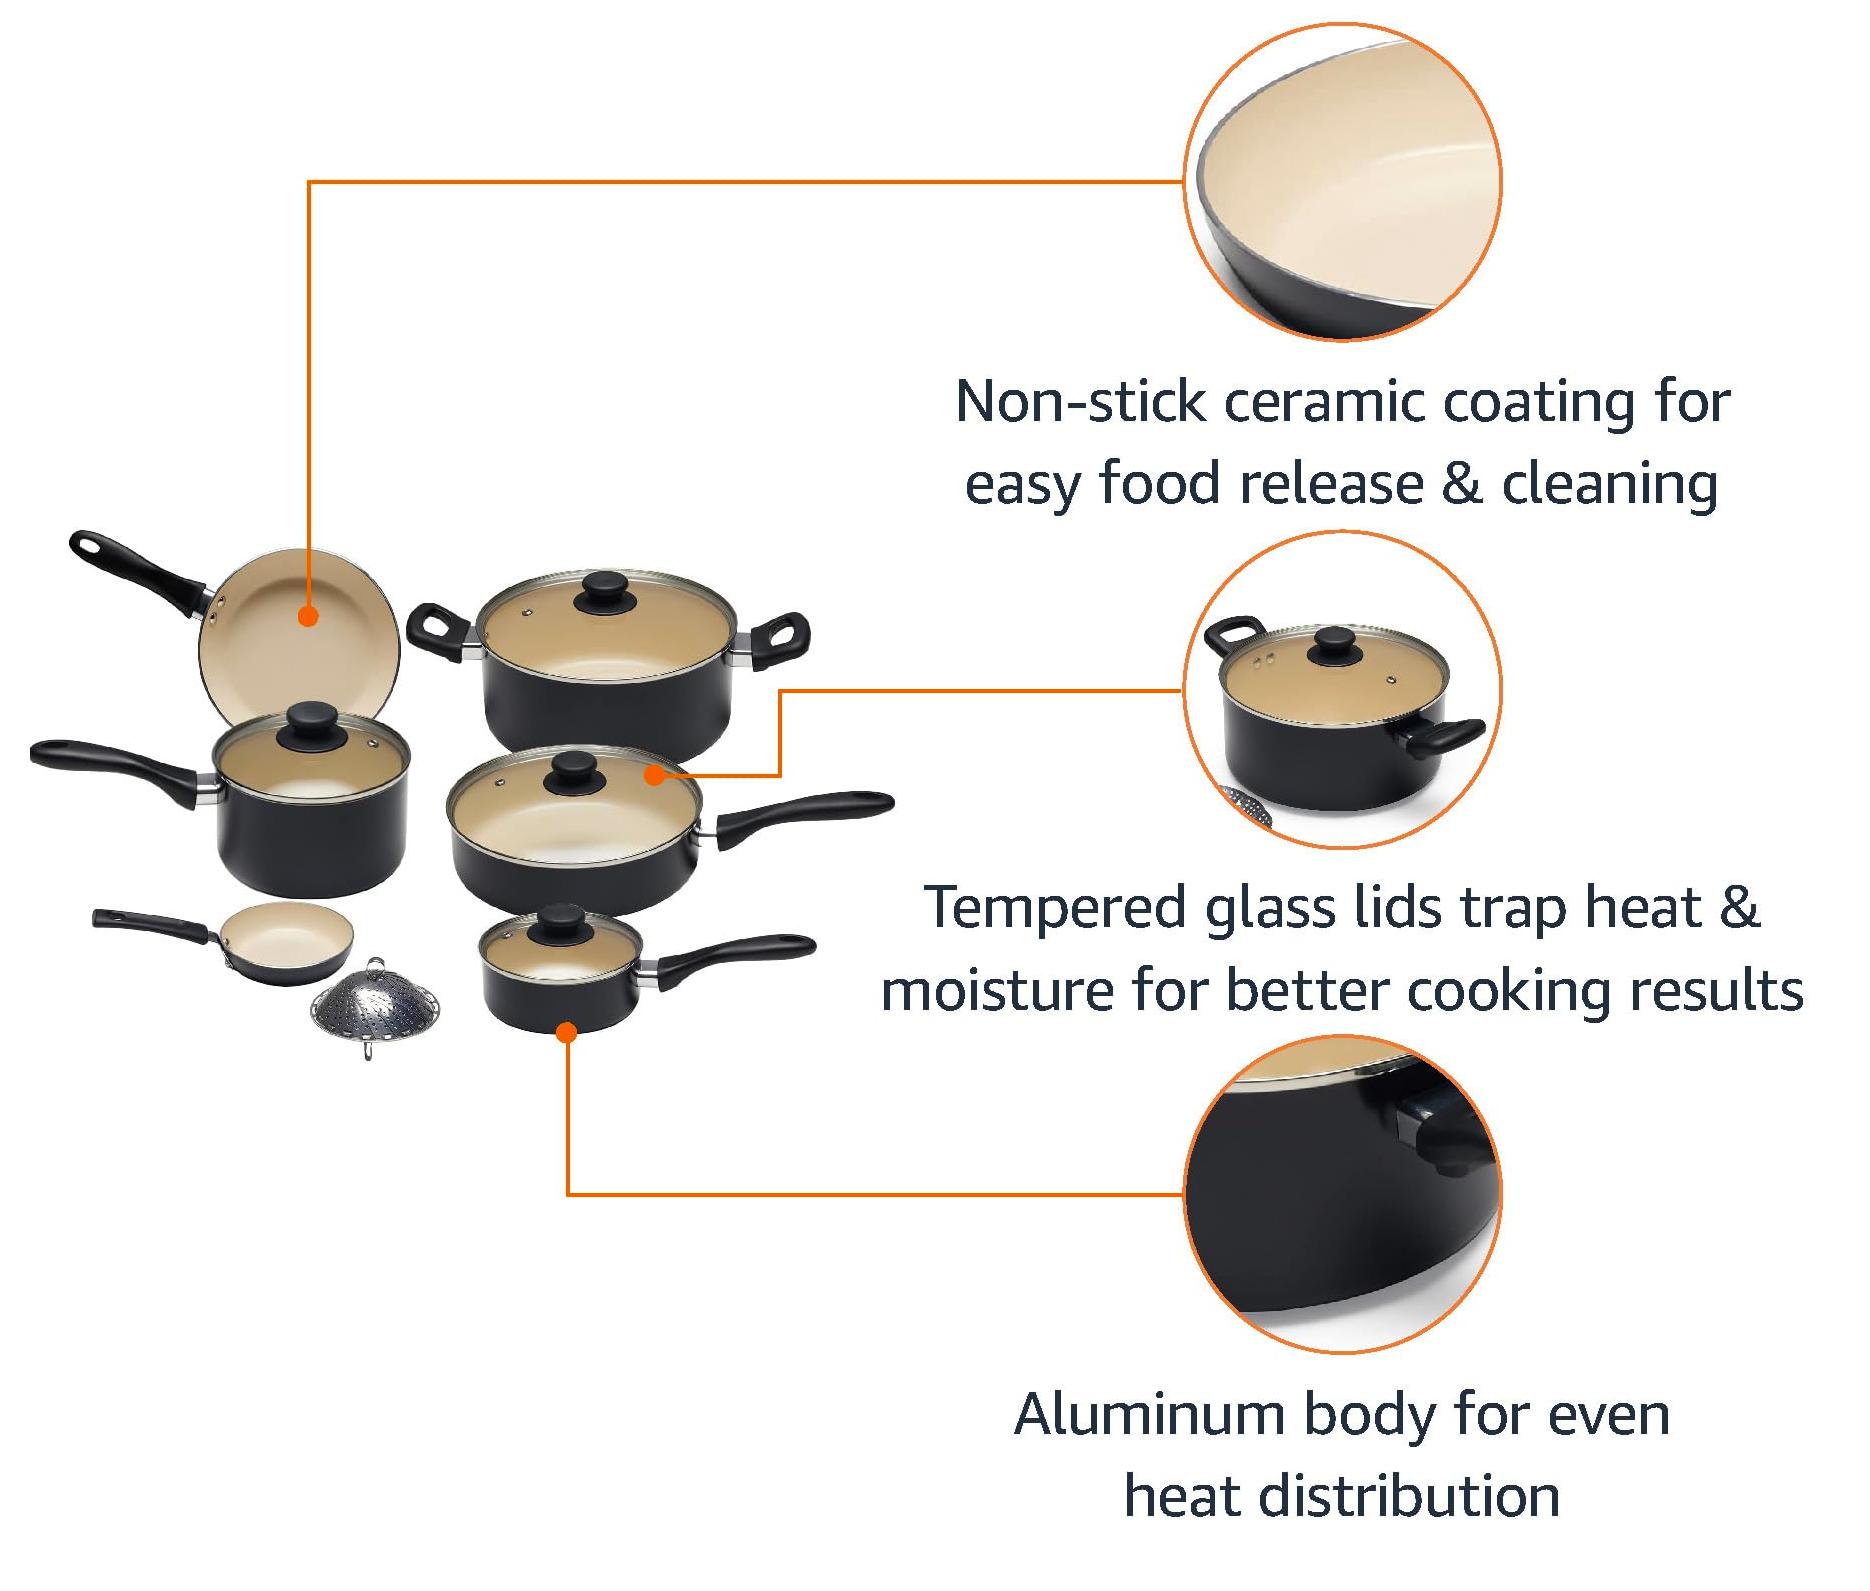 Non-stick ceramic coating for
easy food release & cleaning
Tempered glass lids trap heat &
moisture for better cooking results
Aluminum body for even
heat distribution